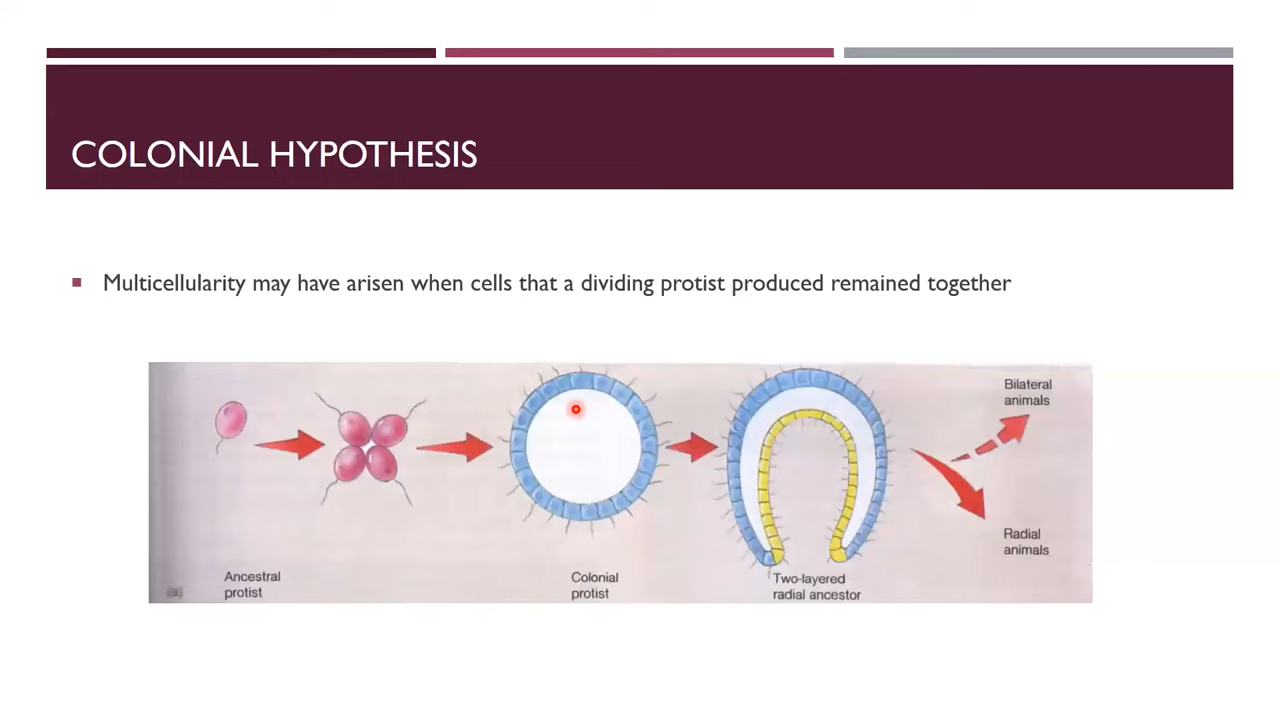 COLONIAL HYPOTHESIS
Multicellularity may have arisen when cells that a dividing protist produced remained together
Bilateral
animals
Radial
animals
Ancestral
protist
Colonial
protist
Two-layered
radial ancestor
(a)